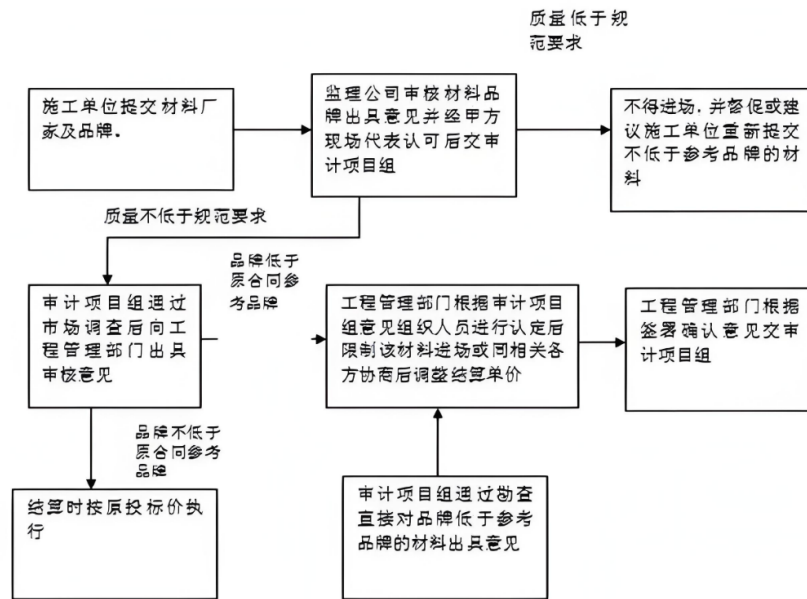 质量低于规
范要求
施工单位提交材料厂
家及品牌。
监理公司审核材料品
牌出具意见并经甲方
现场代表认可后交审
计项目组
不得进场，并督促或建
议施工单位重新提交
不低于参考品牌的材
料
质量不低于规范要求
品牌低于
原合同参
考品牌
审计项目组通过
市场调查后向工
程管理部门出具
审核意见
工程管理部门根据审计项目
组意见组织人员进行认定后
限制该材料进场或同相关各
方协商后调整结算单价
工程管理部门根据
签署确认意见交审
计项目组
品牌不低于
原合同参考
品牌
结算时按原投标价执
行
审计项目组通过勘查
直接对品牌低于参考
品牌的材料出具意见